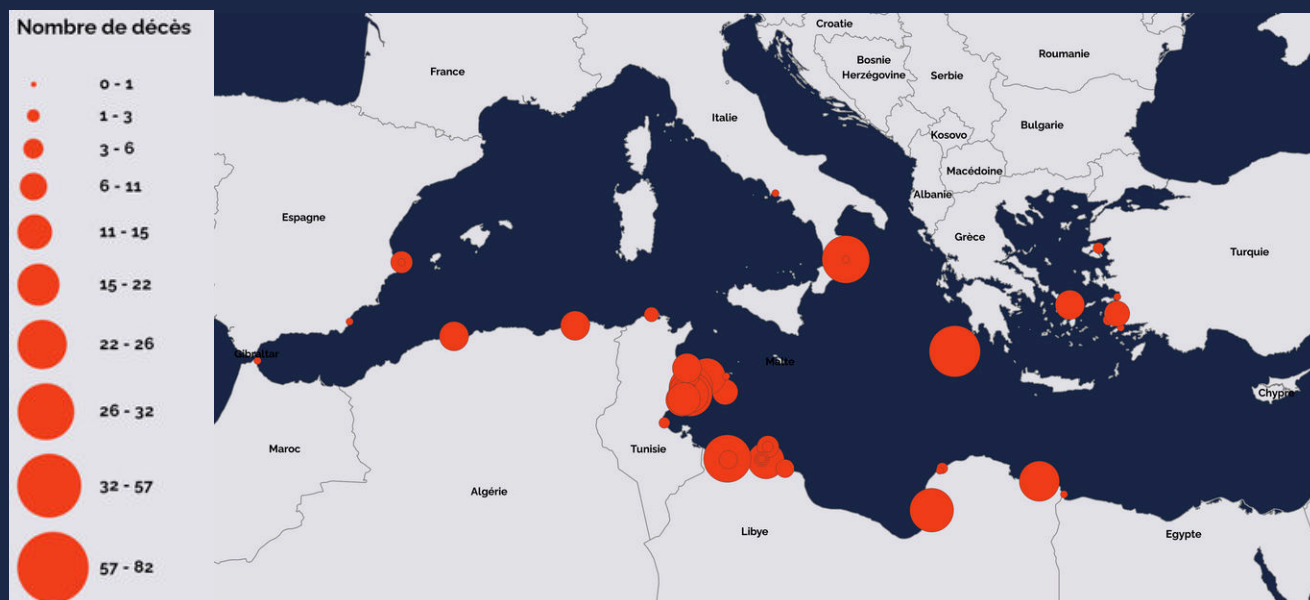 Nombre de décès
0 - 1
1 - 3
3 - 6
6 - 11
11 - 15
15 - 22
22 - 26
26 - 32
32 - 57
57 - 82
Croatie
Roumanie
Bosnie
Herzégovine
Serbie
France
Italie
Bulgarie
Kosovo
Macédoine
Albanie
Espagne
Grèce
Turquie
Gibraltar
Malte
Chypre
Maroc
Tunisie
Algérie
Libye
Egypte